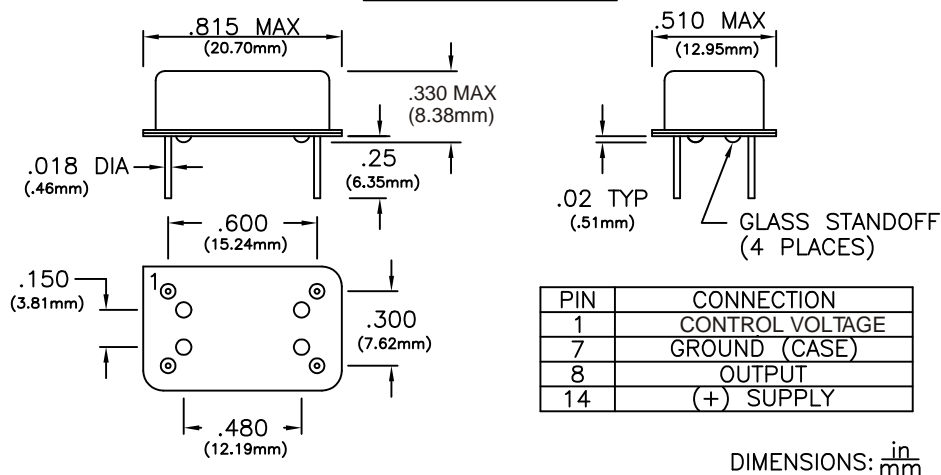 .815 MAX
(20.70mm)
.510 MAX
(12.95mm)
.330 MAX
(8.38mm)
.018 DIA
(.46mm)
.25
(6.35mm)
.02 TYP
(.51mm)
GLASS STANDOFF
(4 PLACES)
.600
(15.24mm)
.150
(3.81mm)
1
.300
(7.62mm)
.480
(12.19mm)
PIN CONNECTION
1 CONTROL VOLTAGE
7 GROUND (CASE)
8 OUTPUT
14 (+) SUPPLY
DIMENSIONS: in
mm